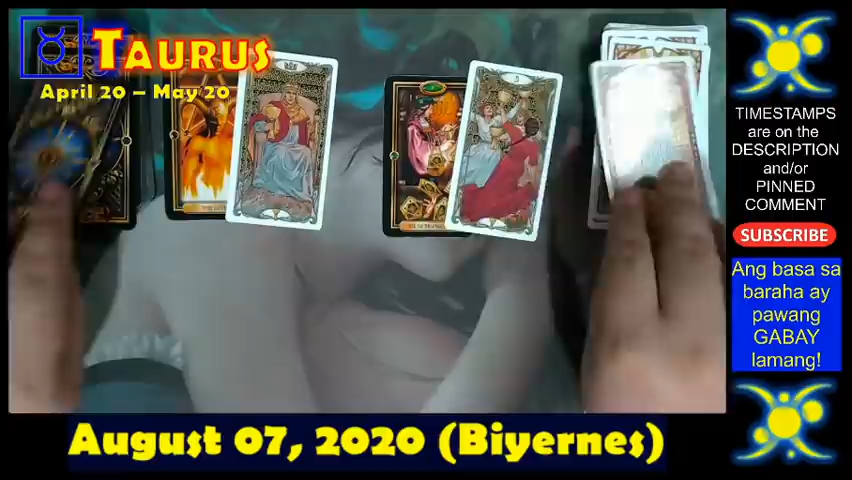 TAURUS
April 20 – May 20
TIMESTAMPS
are on the
DESCRIPTION
and/or
PINNED
COMMENT
SUBSCRIBE
Ang basa sa
baraha ay
pawang
GABAY
lamang!
August 07, 2020 (Biyernes)